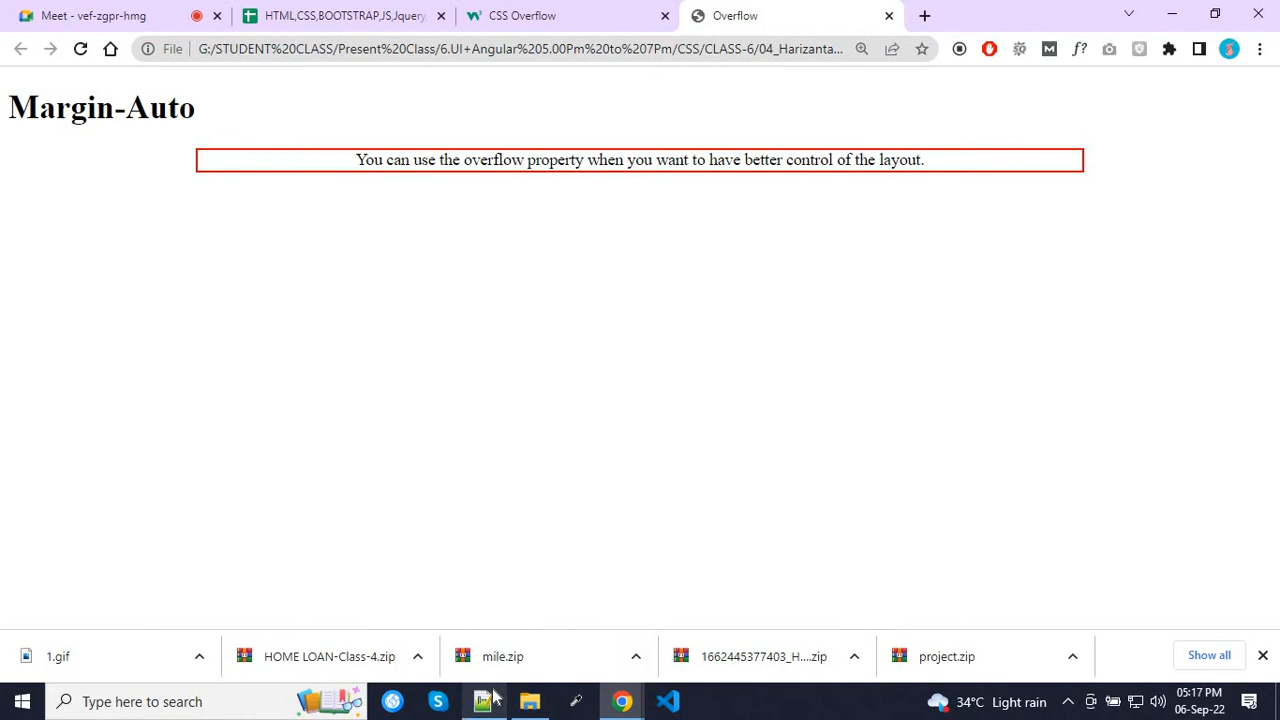 Meet - vef-zgpr-hmg
HTML,CSS,BOOTSTRAP,JS,Jquery
CSS Overflow
Overflow
File
G:/STUDENT%20CLASS/Present%20Class/6.UI+Angular%205.00Pm%20to%207Pm/CSS/CLASS-6/04_Harizanta...
Margin-Auto
You can use the overflow property when you want to have better control of the layout.
1.gif
HOME LOAN-Class-4.zip
mile.zip
1662445377403_H....zip
project.zip
Show all
Type here to search
34°C Light rain
05:17 PM
06-Sep-22